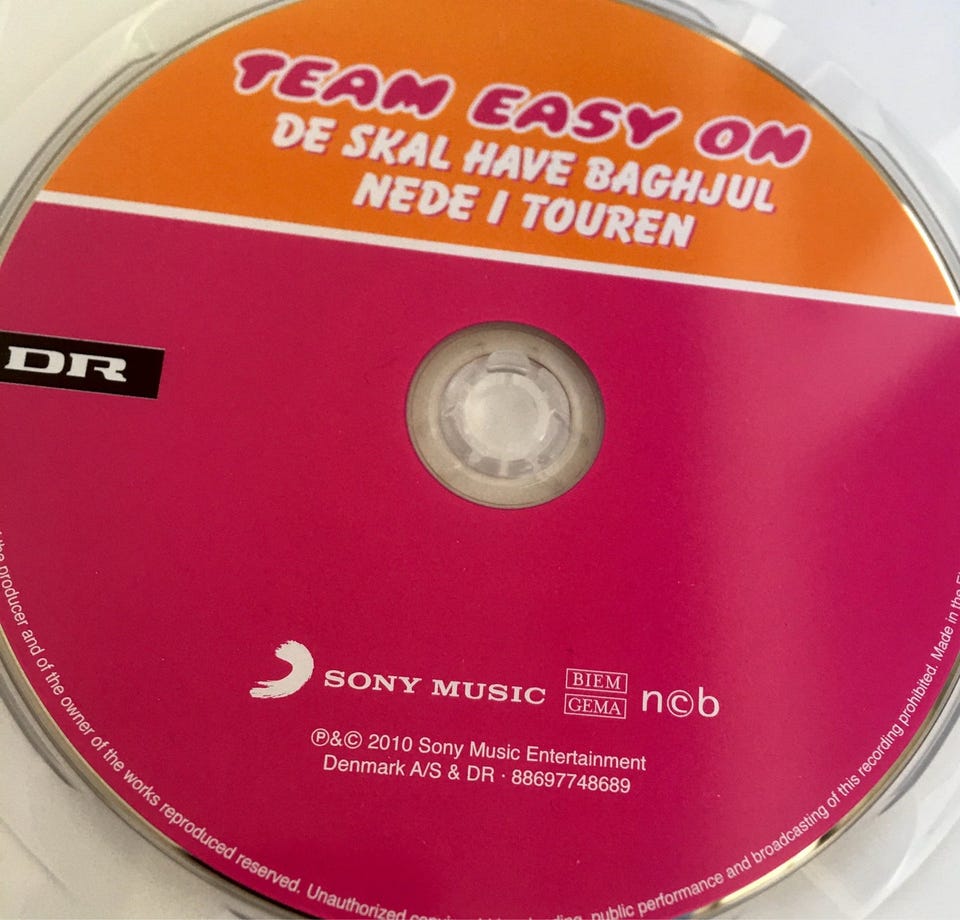 TEAM EASY ON
DE SKAL HAVE BAGHJUL
NEDE I TOUREN
DR
SONY MUSIC
BIEM
GEMA
n©b
℗&© 2010 Sony Music Entertainment
Denmark A/S & DR · 88697748689
the producer and of the owner of the works reproduced reserved. Unauthorized public performance and broadcasting of this recording prohibited. Made in the